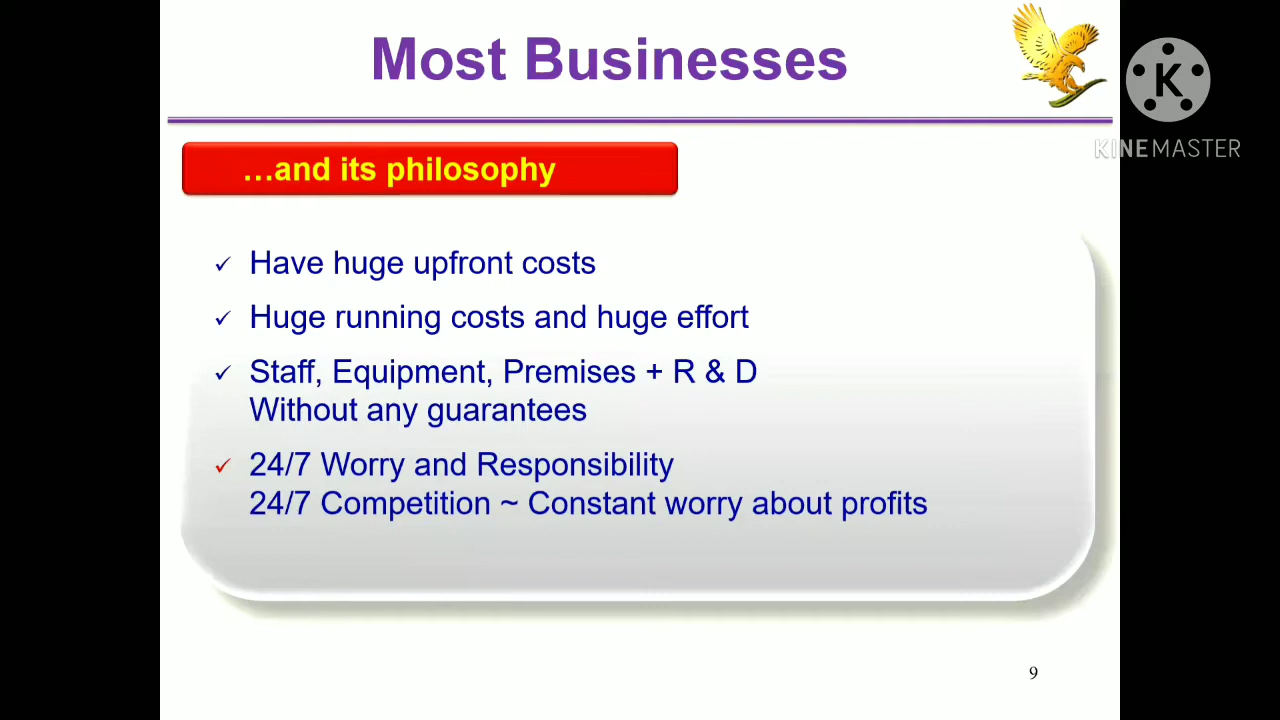 Most Businesses
K
KINEMASTER
…and its philosophy
✓ Have huge upfront costs
✓ Huge running costs and huge effort
✓ Staff, Equipment, Premises + R & D
Without any guarantees
✓ 24/7 Worry and Responsibility
24/7 Competition ~ Constant worry about profits
9